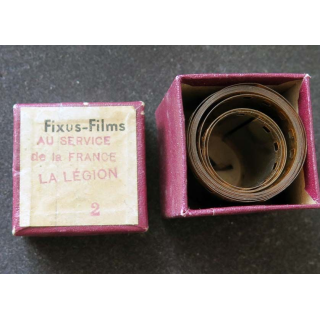 Fixus-Films
AU SERVICE
de la FRANCE
LA LÉGION
2